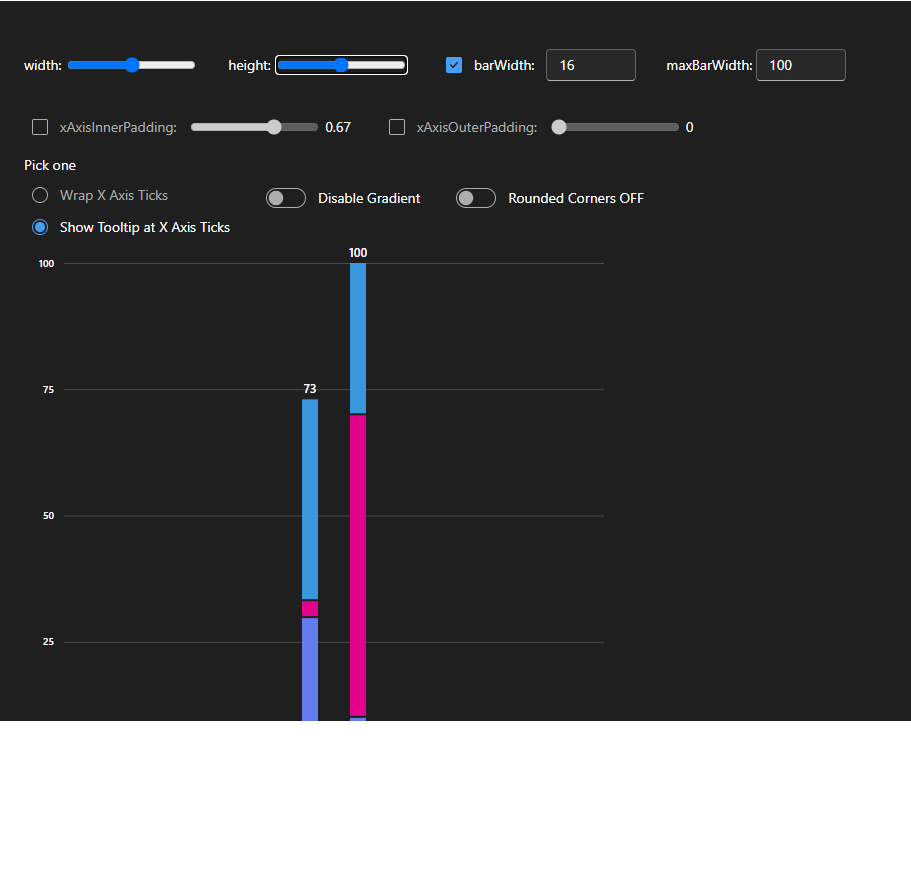 width: height: barWidth: 16 maxBarWidth: 100
xAxisInnerPadding: 0.67 xAxisOuterPadding: 0
Pick one
Wrap X Axis Ticks Disable Gradient Rounded Corners OFF
Show Tooltip at X Axis Ticks
100
100
75
73
50
25